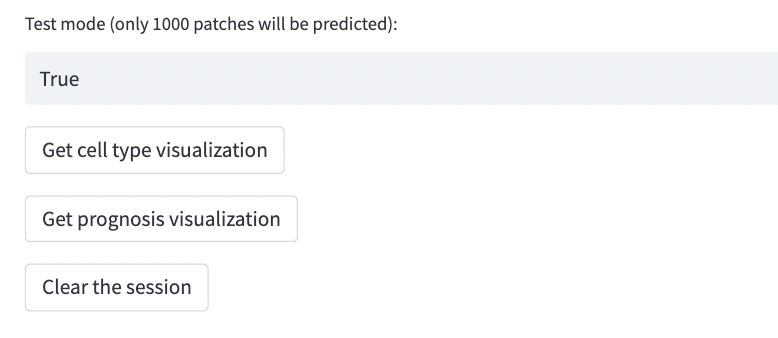 Test mode (only 1000 patches will be predicted):
True
Get cell type visualization
Get prognosis visualization
Clear the session